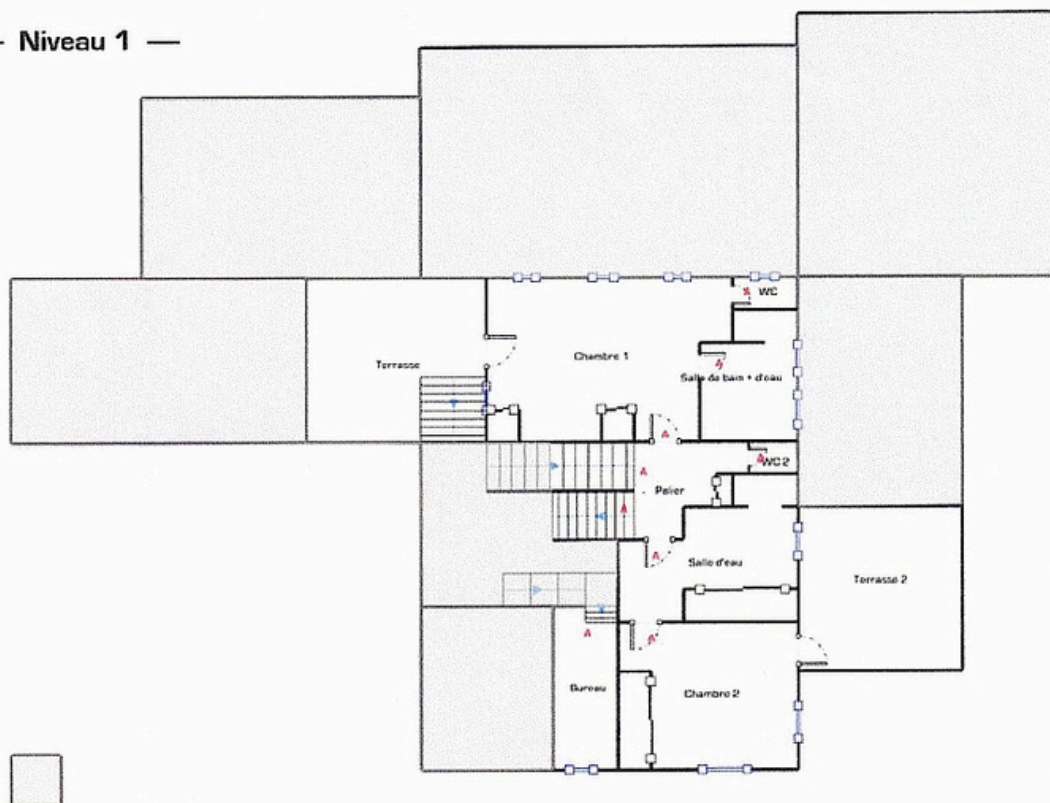 - Niveau 1 —
WC
Chambre 1
Terrasse
Salle de bain + d'eau
A
WC 2
A
Palier
A
A
Salle d'eau
Terrasse 2
A
A
Bureau
Chambre 2